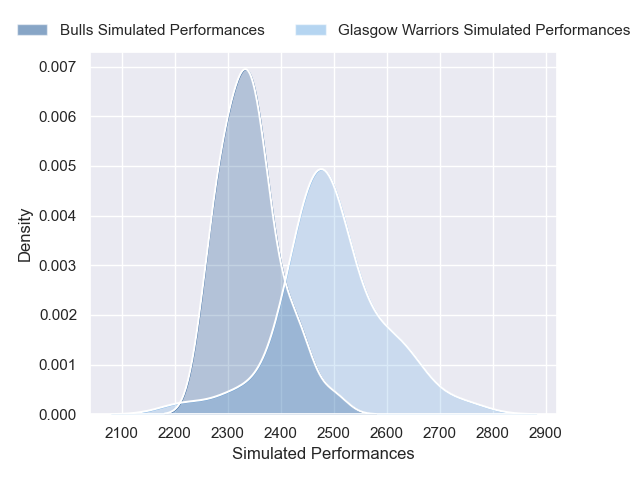 Bulls Simulated Performances Glasgow Warriors Simulated Performances
0.007
0.006
0.005
0.004
0.003
0.002
0.001
0.000
Density
2100 2200 2300 2400 2500 2600 2700 2800 2900
Simulated Performances